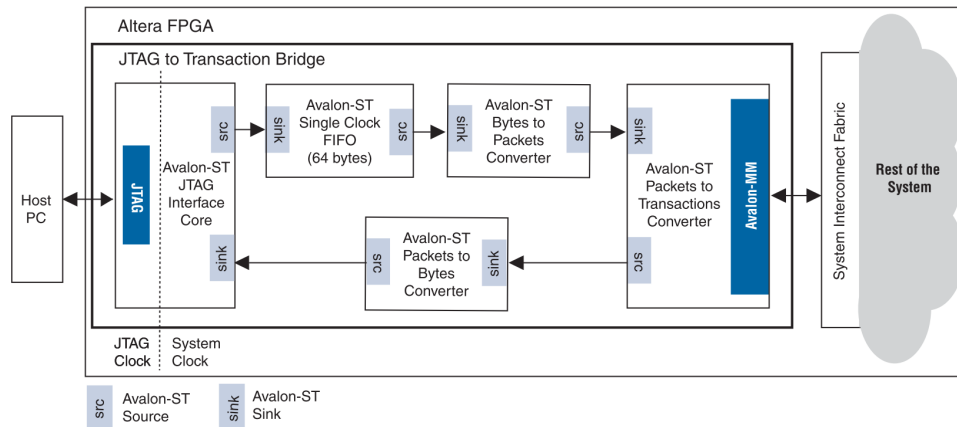 Altera FPGA
JTAG to Transaction Bridge
Host
PC
JTAG
Avalon-ST
JTAG
Interface
Core
src
sink
sink
Avalon-ST
Single Clock
FIFO
(64 bytes)
src
sink
Avalon-ST
Bytes to
Packets
Converter
src
sink
Avalon-ST
Packets to
Transactions
Converter
src
Avalon-MM
src
Avalon-ST
Packets to
Bytes
Converter
sink
System Interconnect Fabric
Rest of the
System
JTAG
Clock
System
Clock
src
Avalon-ST
Source
sink
Avalon-ST
Sink